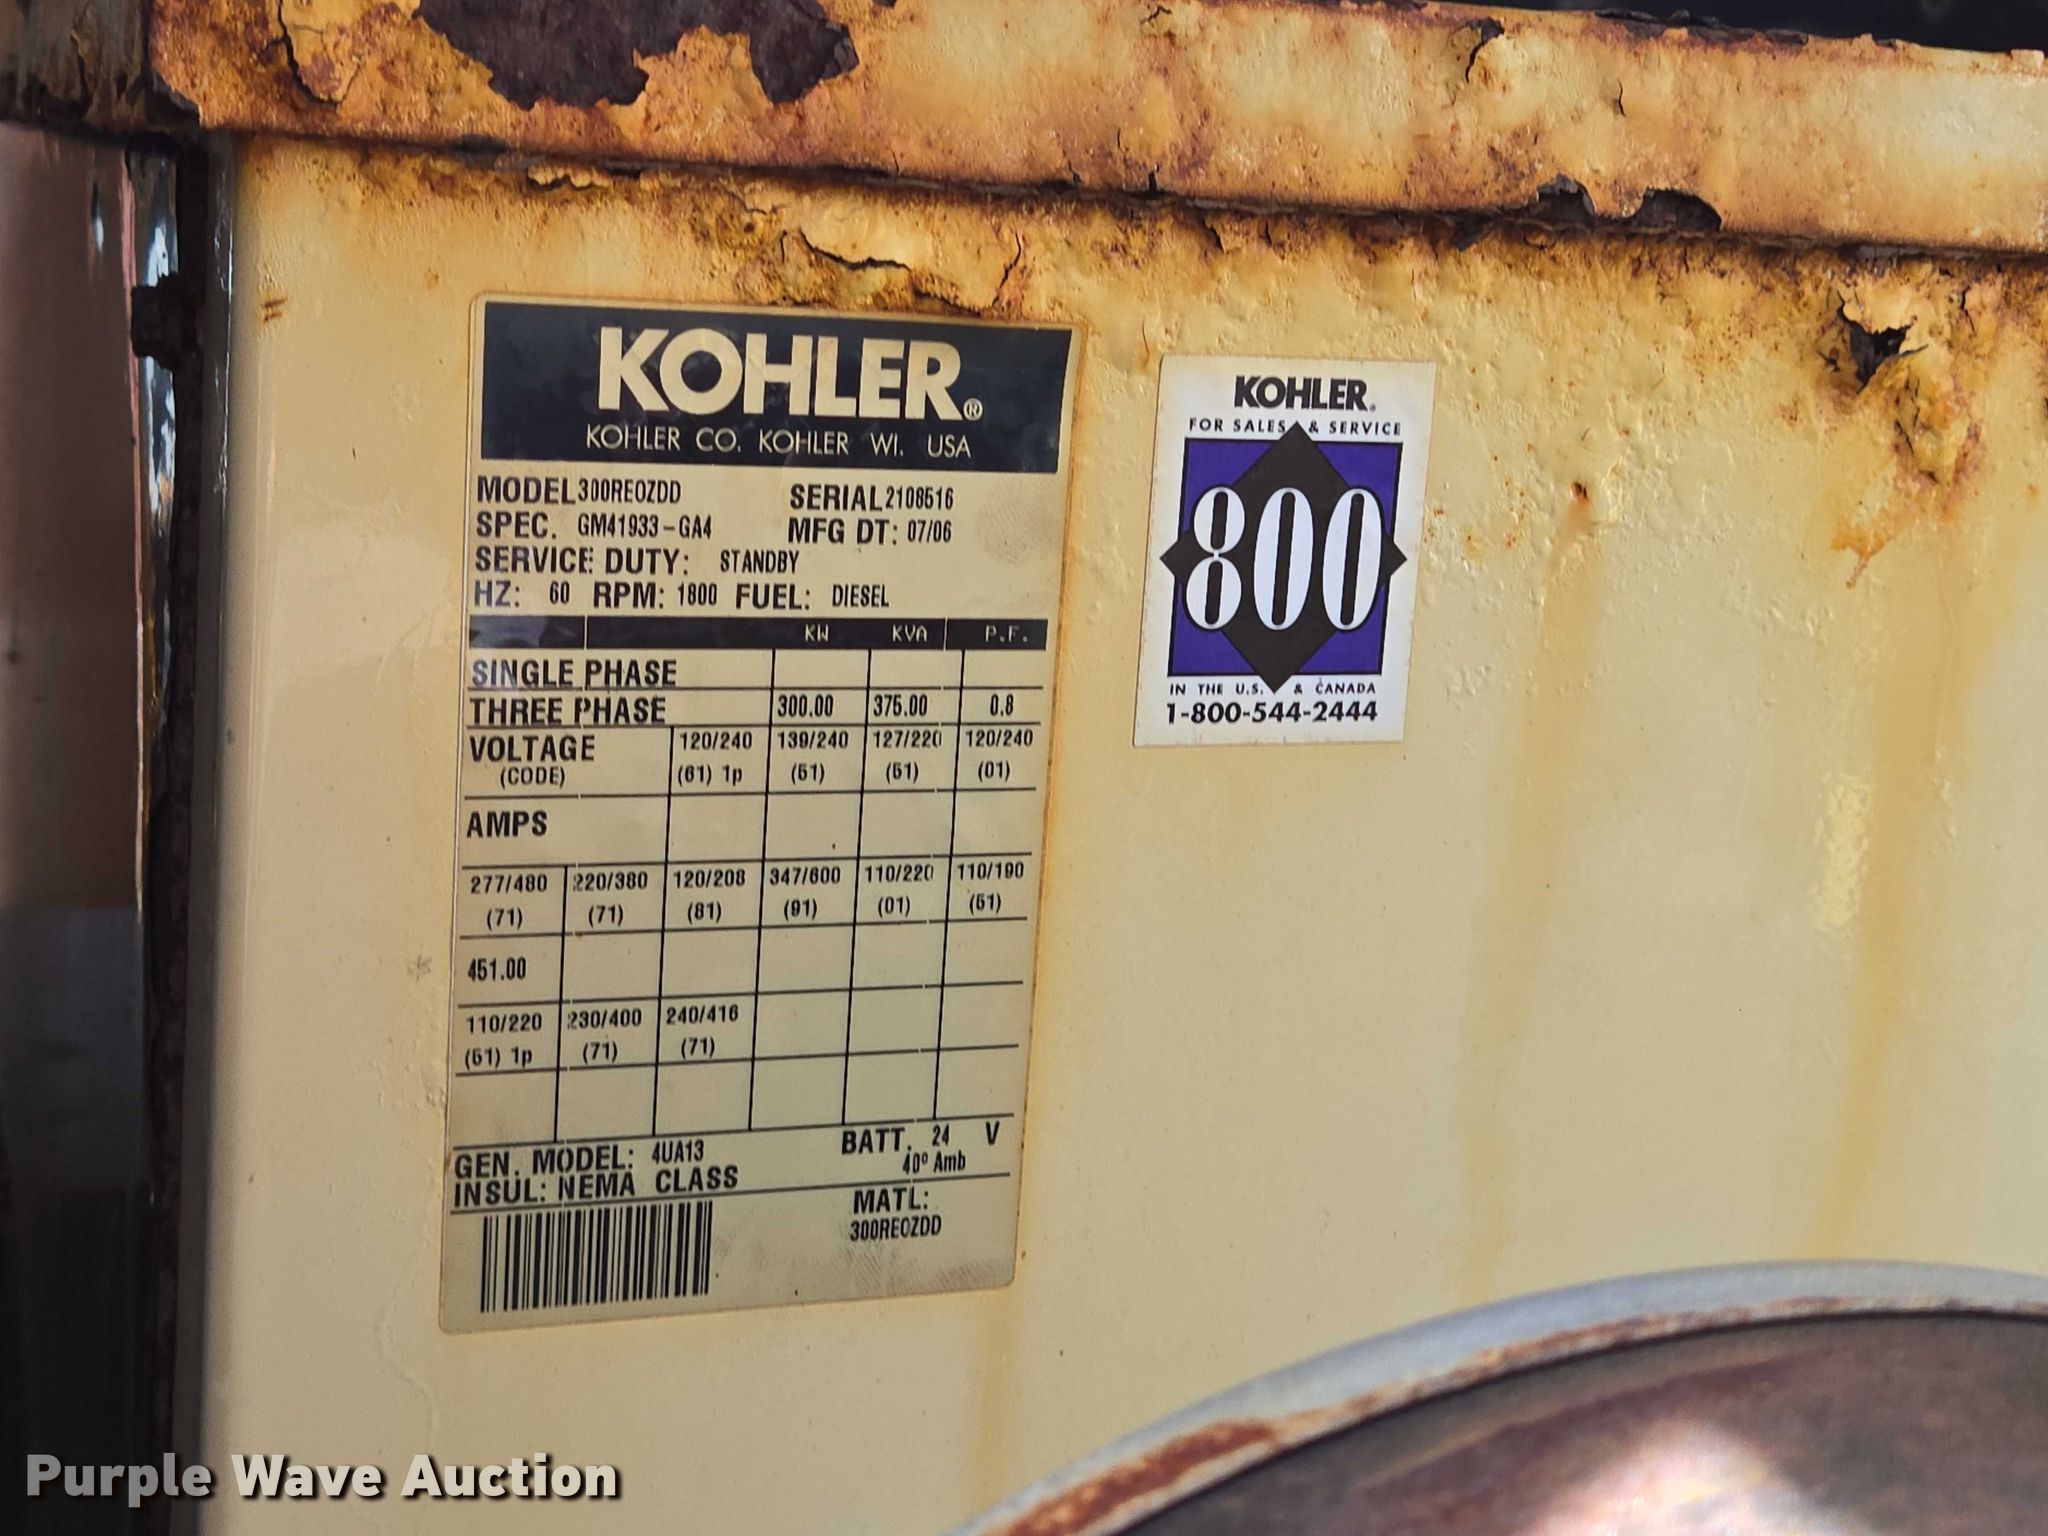 KOHLER®
KOHLER CO. KOHLER WI. USA
MODEL 300REOZDD SERIAL 2108516
SPEC. GM41933-GA4 MFG DT: 07/06
SERVICE DUTY: STANDBY
HZ: 60 RPM: 1800 FUEL: DIESEL
KW KVA P.F.
SINGLE PHASE
THREE PHASE 300.00 375.00 0.8
VOLTAGE 120/240 139/240 127/220 120/240
(CODE) (61) 1p (51) (61) (01)
AMPS
277/480 220/380 120/208 347/600 110/220 110/190
(71) (71) (81) (91) (01) (61)
451.00
110/220 230/400 240/416
(61) 1p (71) (71)
GEN. MODEL: 4UA13 BATT. 24 V
INSUL: NEMA CLASS 40º Amb
MATL:
300REOZDD
KOHLER®
FOR SALES & SERVICE
800
IN THE U.S. & CANADA
1-800-544-2444
Purple Wave Auction